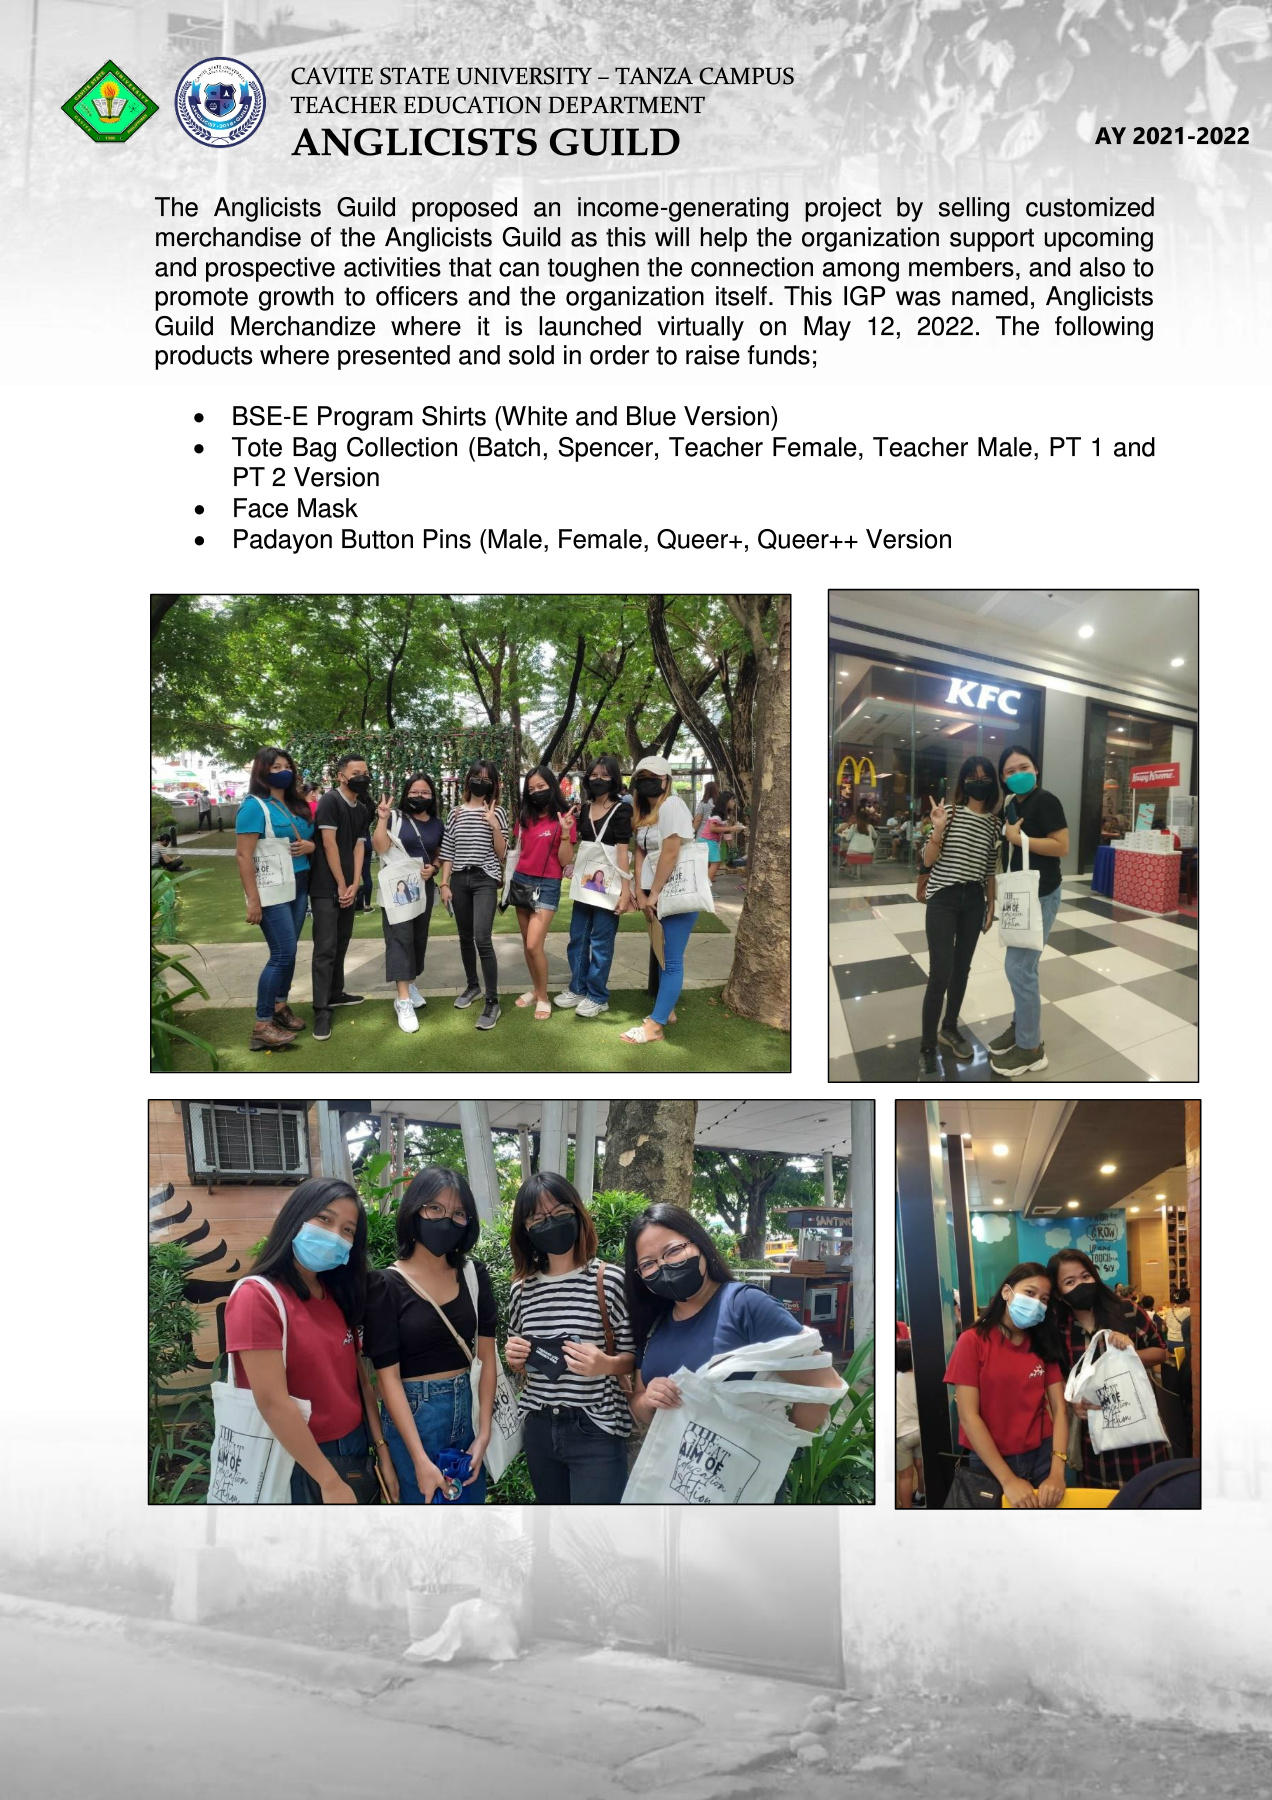 CAVITE STATE UNIVERSITY – TANZA CAMPUS
TEACHER EDUCATION DEPARTMENT
ANGLICISTS GUILD
AY 2021-2022
The Anglicists Guild proposed an income-generating project by selling customized
merchandise of the Anglicists Guild as this will help the organization support upcoming
and prospective activities that can toughen the connection among members, and also to
promote growth to officers and the organization itself. This IGP was named, Anglicists
Guild Merchandize where it is launched virtually on May 12, 2022. The following
products where presented and sold in order to raise funds;
• BSE-E Program Shirts (White and Blue Version)
• Tote Bag Collection (Batch, Spencer, Teacher Female, Teacher Male, PT 1 and
PT 2 Version
• Face Mask
• Padayon Button Pins (Male, Female, Queer+, Queer++ Version
KFC
Krispy Kreme
THE
GREAT
AIM OF
education
GROW
TOUCH
SKY